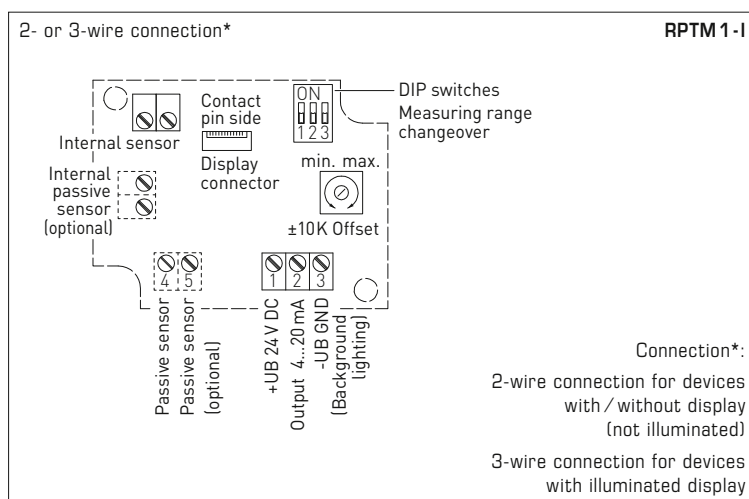 2- or 3-wire connection*
RPTM 1 - I
ON
1 2 3
DIP switches
Measuring range
changeover
Contact
pin side
Internal sensor
Display
connector
min. max.
±10K Offset
Internal
passive
sensor
(optional)
4 5
1 2 3
Passive sensor
Passive sensor
(optional)
+UB 24 V DC
Output 4...20 mA
-UB GND
(Background
lighting)
Connection*:
2-wire connection for devices
with / without display
(not illuminated)
3-wire connection for devices
with illuminated display